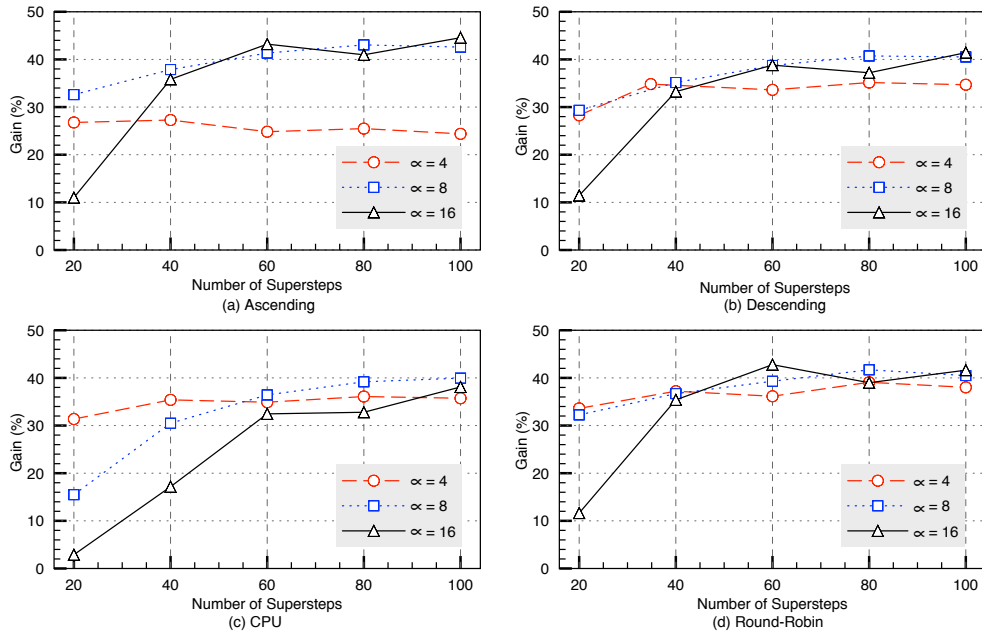 50
40
30
20
10
0
Gain (%)
∝ = 4
∝ = 8
∝ = 16
20 40 60 80 100
Number of Supersteps
(a) Ascending
50
40
30
20
10
0
Gain (%)
∝ = 4
∝ = 8
∝ = 16
20 40 60 80 100
Number of Supersteps
(b) Descending
50
40
30
20
10
0
Gain (%)
∝ = 4
∝ = 8
∝ = 16
20 40 60 80 100
Number of Supersteps
(c) CPU
50
40
30
20
10
0
Gain (%)
∝ = 4
∝ = 8
∝ = 16
20 40 60 80 100
Number of Supersteps
(d) Round-Robin